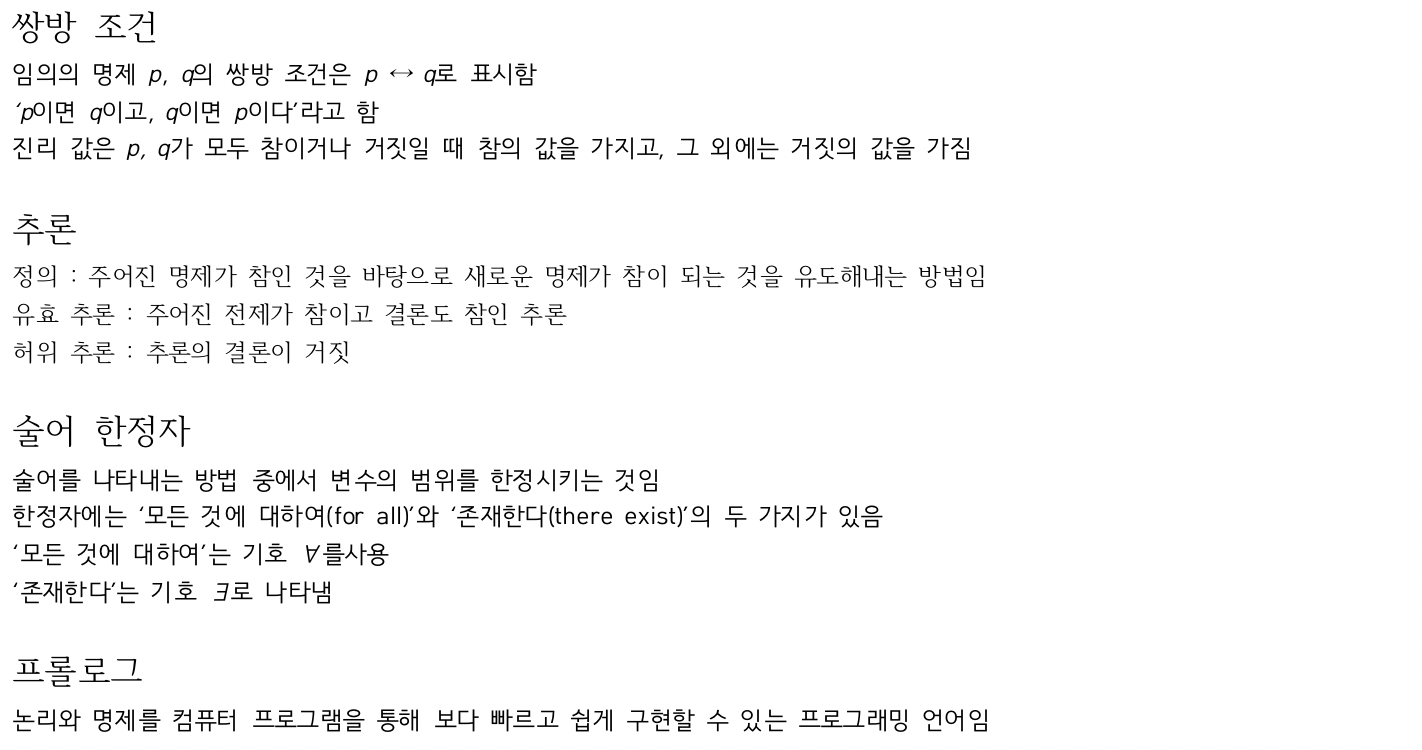 쌍방 조건
임의의 명제 p, q의 쌍방 조건은 p ↔ q로 표시함
‘p이면 q이고, q이면 p이다’라고 함
진리 값은 p, q가 모두 참이거나 거짓일 때 참의 값을 가지고, 그 외에는 거짓의 값을 가짐
추론
정의 : 주어진 명제가 참인 것을 바탕으로 새로운 명제가 참이 되는 것을 유도해내는 방법임
유효 추론 : 주어진 전제가 참이고 결론도 참인 추론
허위 추론 : 추론의 결론이 거짓
술어 한정자
술어를 나타내는 방법 중에서 변수의 범위를 한정시키는 것임
한정자에는 ‘모든 것에 대하여(for all)’와 ‘존재한다(there exist)’의 두 가지가 있음
‘모든 것에 대하여’는 기호 ∀를사용
‘존재한다’는 기호 ∃로 나타냄
프롤로그
논리와 명제를 컴퓨터 프로그램을 통해 보다 빠르고 쉽게 구현할 수 있는 프로그래밍 언어임